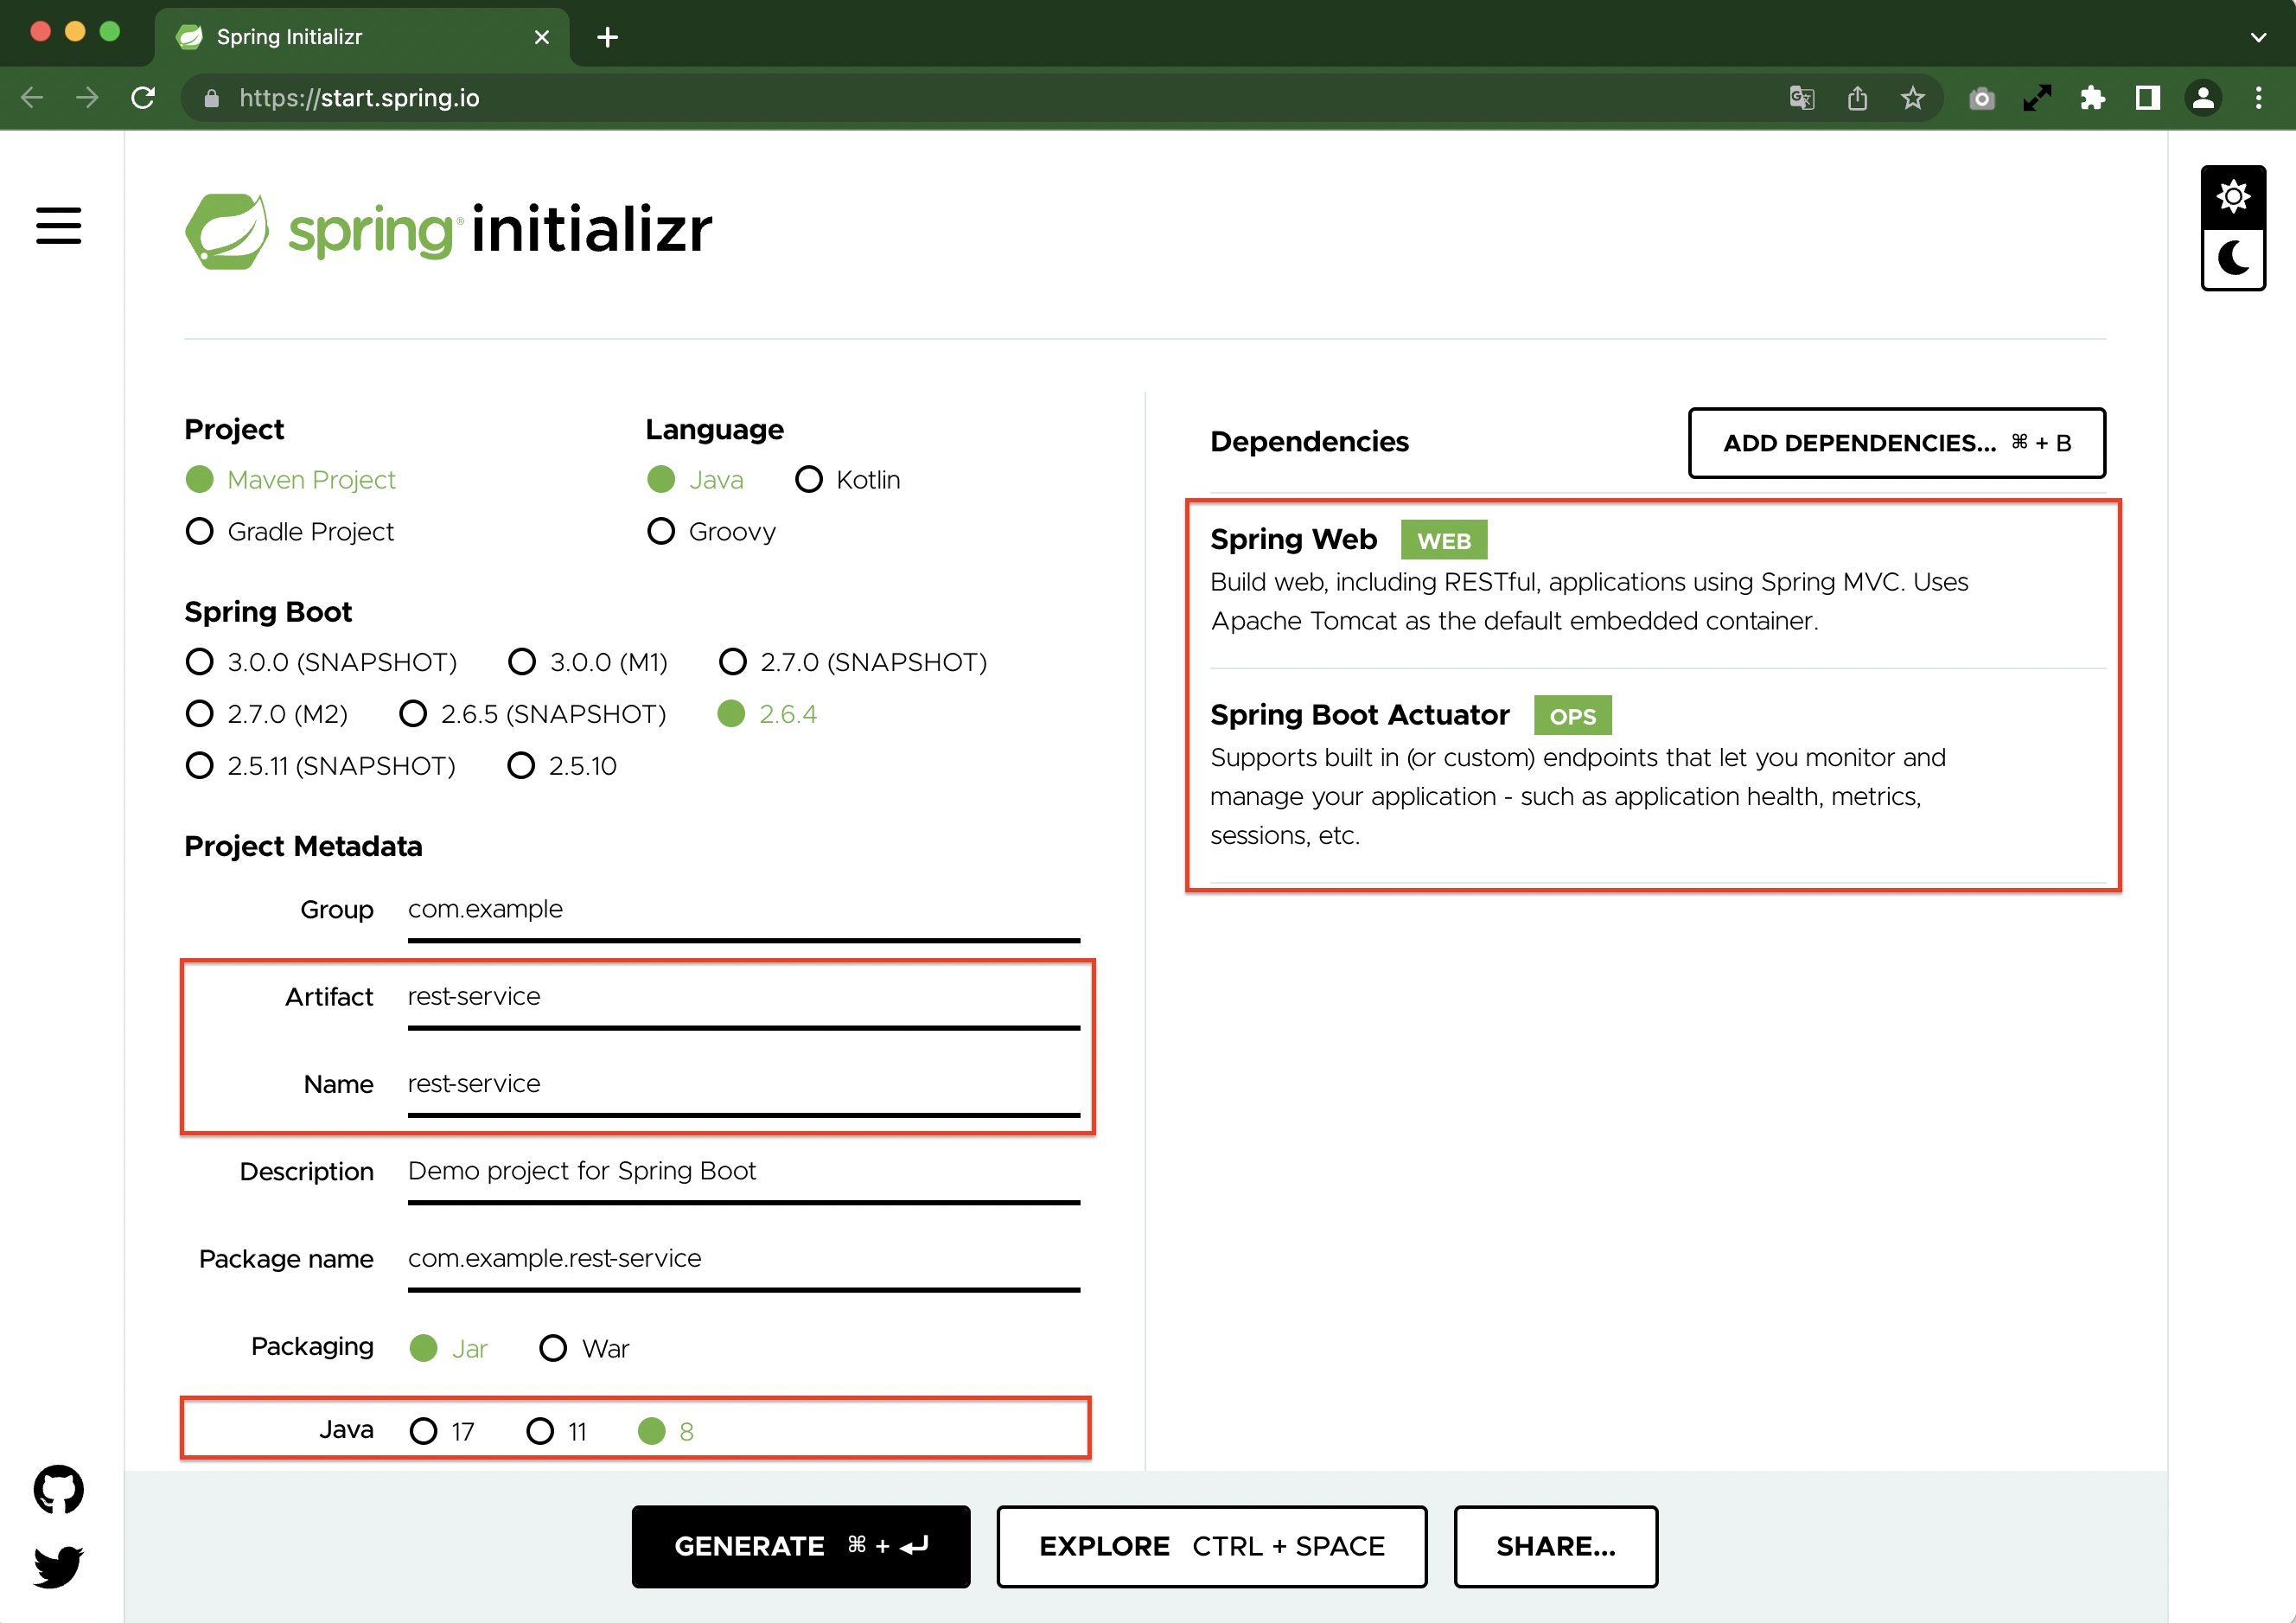 Spring Initializr
https://start.spring.io
spring® initializr
Project
Maven Project
Gradle Project
Language
Java Kotlin
Groovy
Spring Boot
3.0.0 (SNAPSHOT) 3.0.0 (M1) 2.7.0 (SNAPSHOT)
2.7.0 (M2) 2.6.5 (SNAPSHOT) 2.6.4
2.5.11 (SNAPSHOT) 2.5.10
Project Metadata
Group com.example
Artifact rest-service
Name rest-service
Description Demo project for Spring Boot
Package name com.example.rest-service
Packaging Jar War
Java 17 11 8
Dependencies
ADD DEPENDENCIES... ⌘ + B
Spring Web WEB
Build web, including RESTful, applications using Spring MVC. Uses
Apache Tomcat as the default embedded container.
Spring Boot Actuator OPS
Supports built in (or custom) endpoints that let you monitor and
manage your application - such as application health, metrics,
sessions, etc.
GENERATE ⌘ + ⏎
EXPLORE CTRL + SPACE
SHARE...